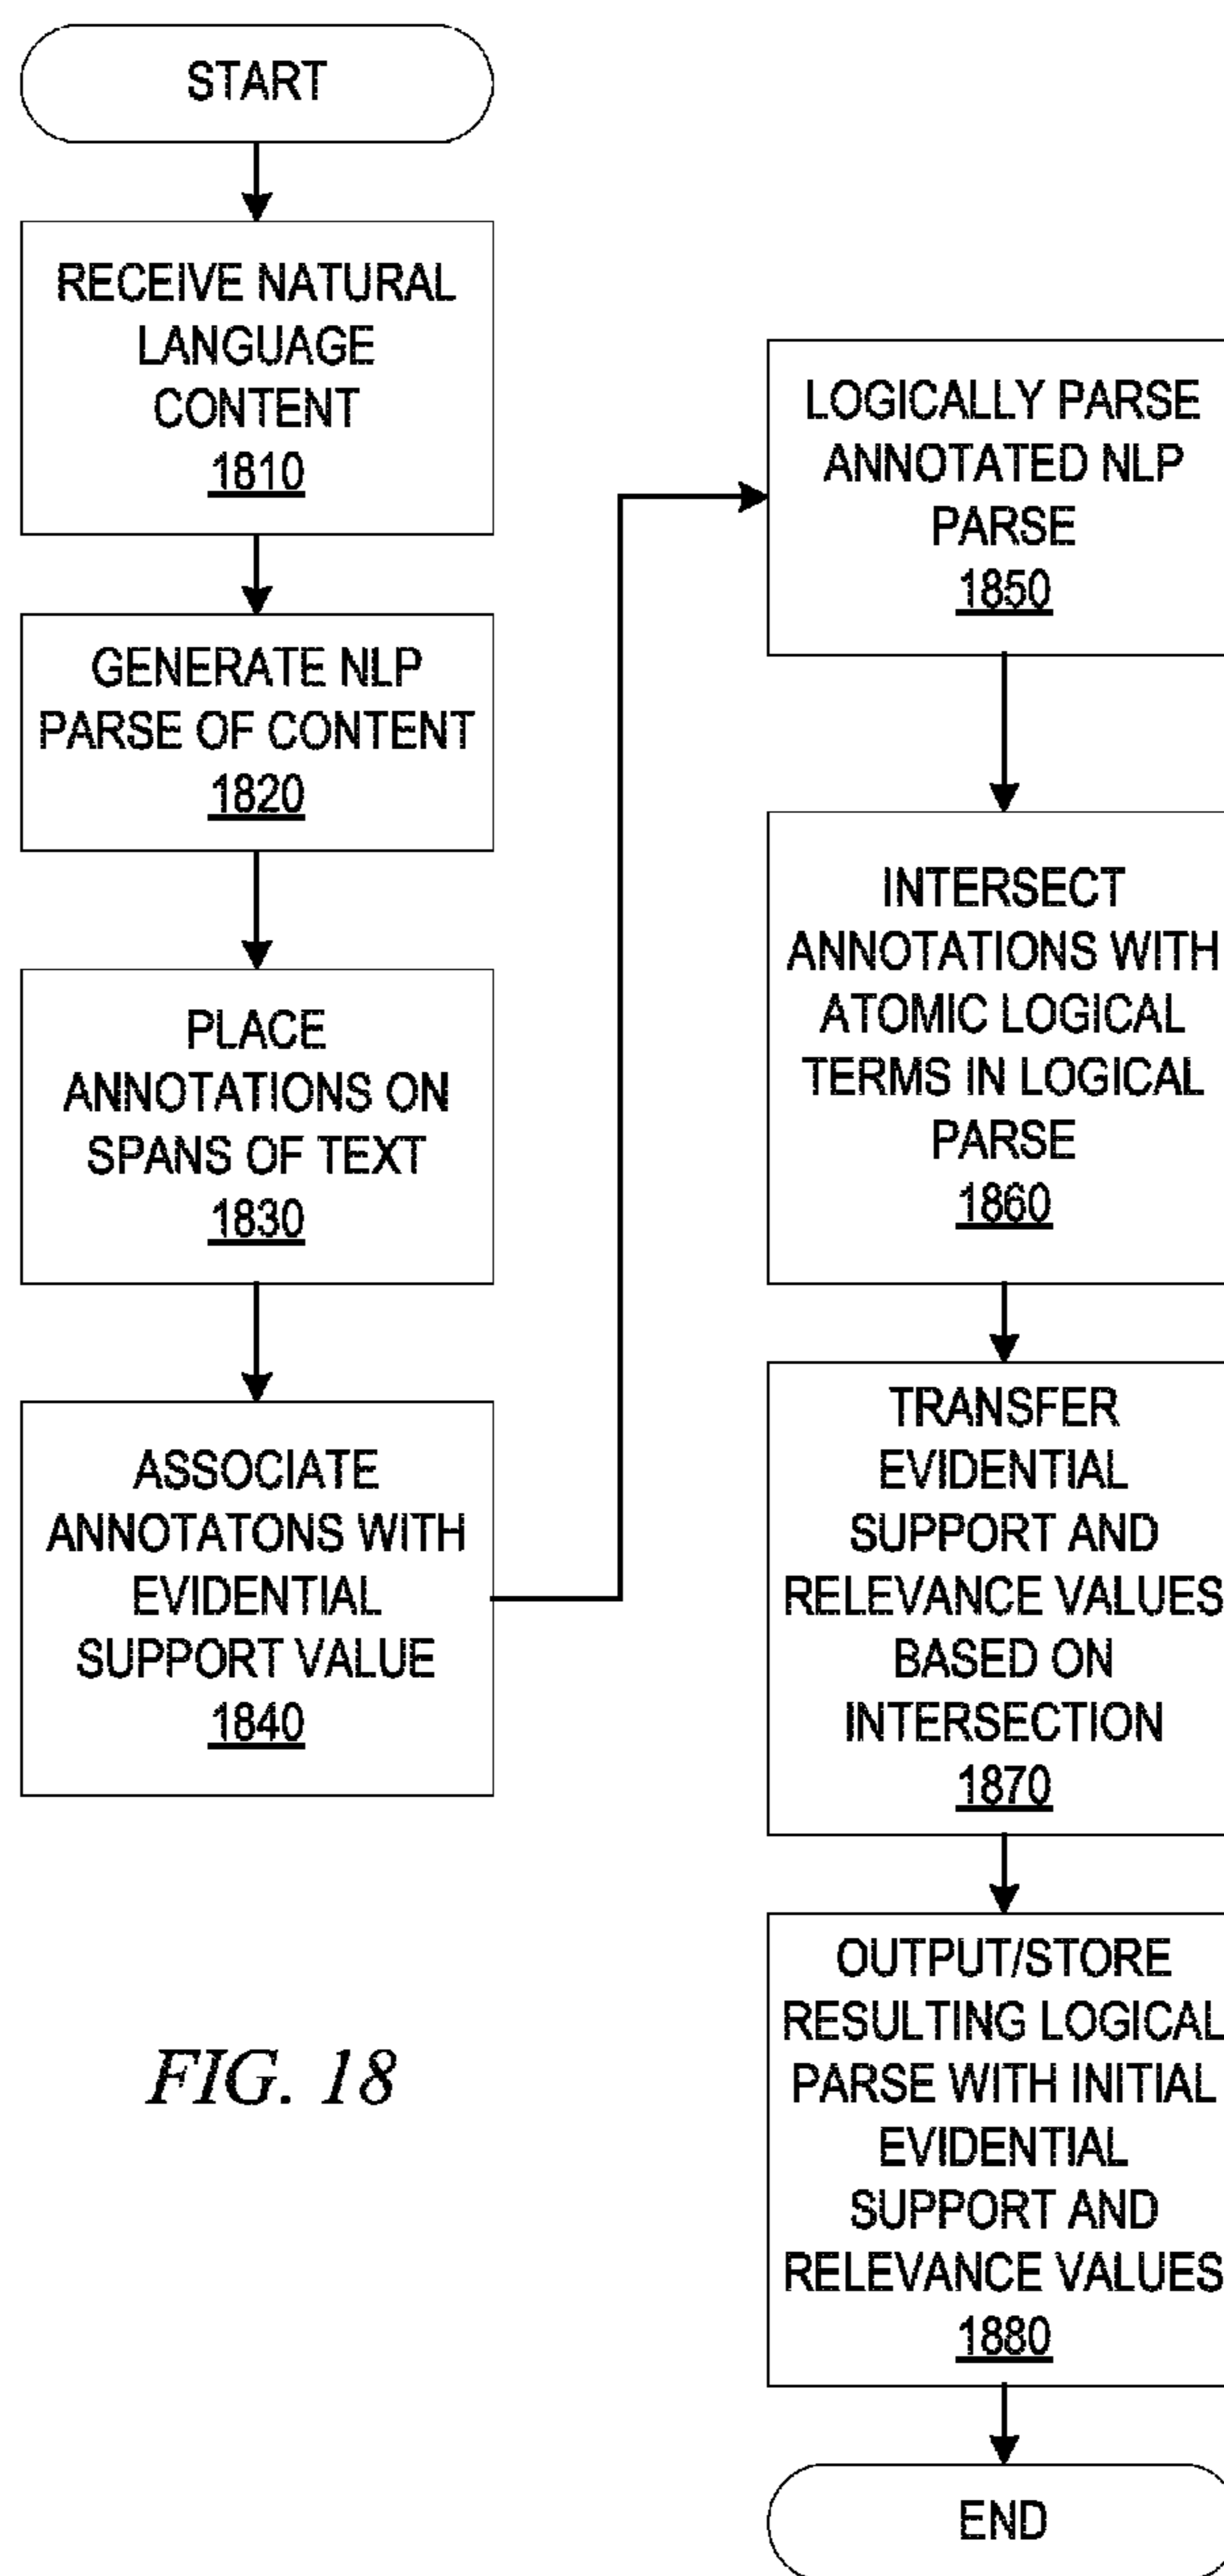 START
RECEIVE NATURAL
LANGUAGE
CONTENT
1810
GENERATE NLP
PARSE OF CONTENT
1820
PLACE
ANNOTATIONS ON
SPANS OF TEXT
1830
ASSOCIATE
ANNOTATONS WITH
EVIDENTIAL
SUPPORT VALUE
1840
LOGICALLY PARSE
ANNOTATED NLP
PARSE
1850
INTERSECT
ANNOTATIONS WITH
ATOMIC LOGICAL
TERMS IN LOGICAL
PARSE
1860
TRANSFER
EVIDENTIAL
SUPPORT AND
RELEVANCE VALUES
BASED ON
INTERSECTION
1870
OUTPUT/STORE
RESULTING LOGICAL
PARSE WITH INITIAL
EVIDENTIAL
SUPPORT AND
RELEVANCE VALUES
1880
END
FIG. 18